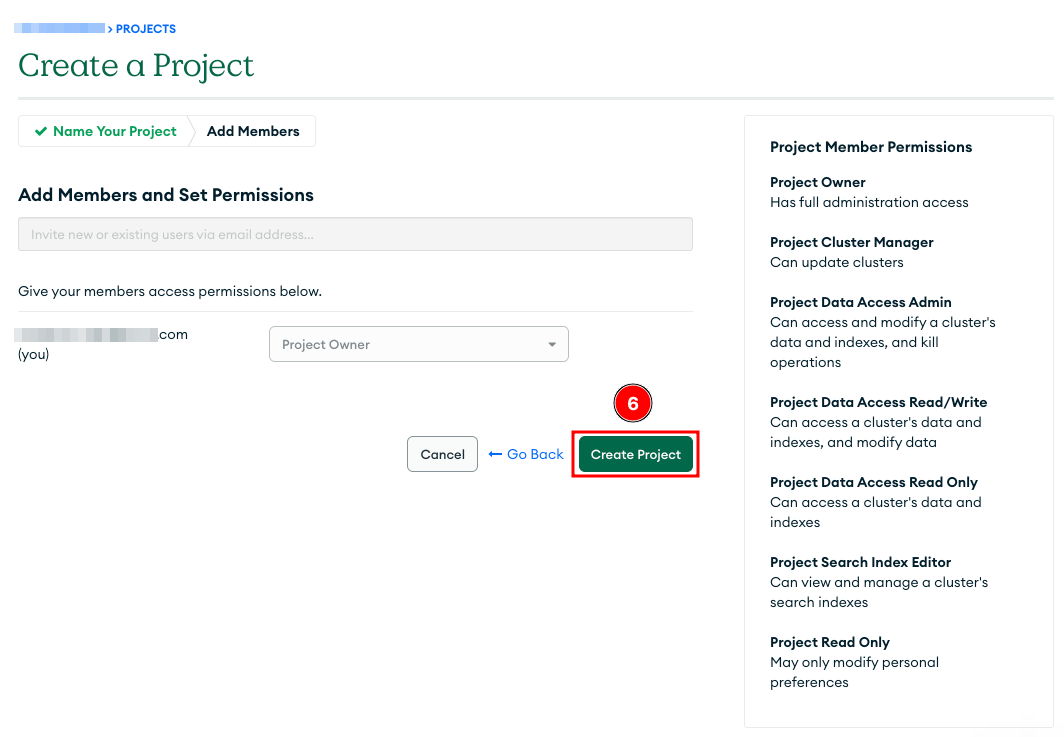 > PROJECTS
Create a Project
✔ Name Your Project
Add Members
Add Members and Set Permissions
Invite new or existing users via email address...
Give your members access permissions below.
.com
(you)
Project Owner
6
Cancel
← Go Back
Create Project
Project Member Permissions
Project Owner
Has full administration access
Project Cluster Manager
Can update clusters
Project Data Access Admin
Can access and modify a cluster's
data and indexes, and kill
operations
Project Data Access Read/Write
Can access a cluster's data and
indexes, and modify data
Project Data Access Read Only
Can access a cluster's data and
indexes
Project Search Index Editor
Can view and manage a cluster's
search indexes
Project Read Only
May only modify personal
preferences